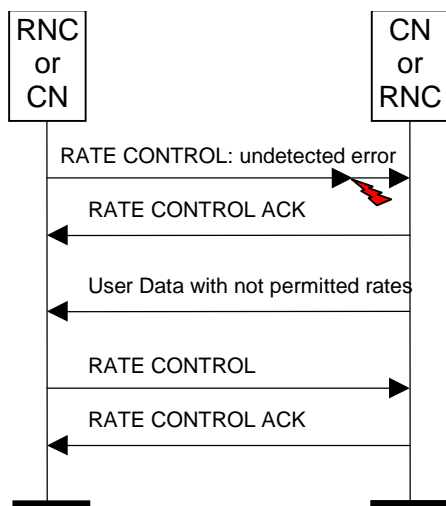 RNC
or
CN
CN
or
RNC
RATE CONTROL: undetected error
RATE CONTROL ACK
User Data with not permitted rates
RATE CONTROL
RATE CONTROL ACK